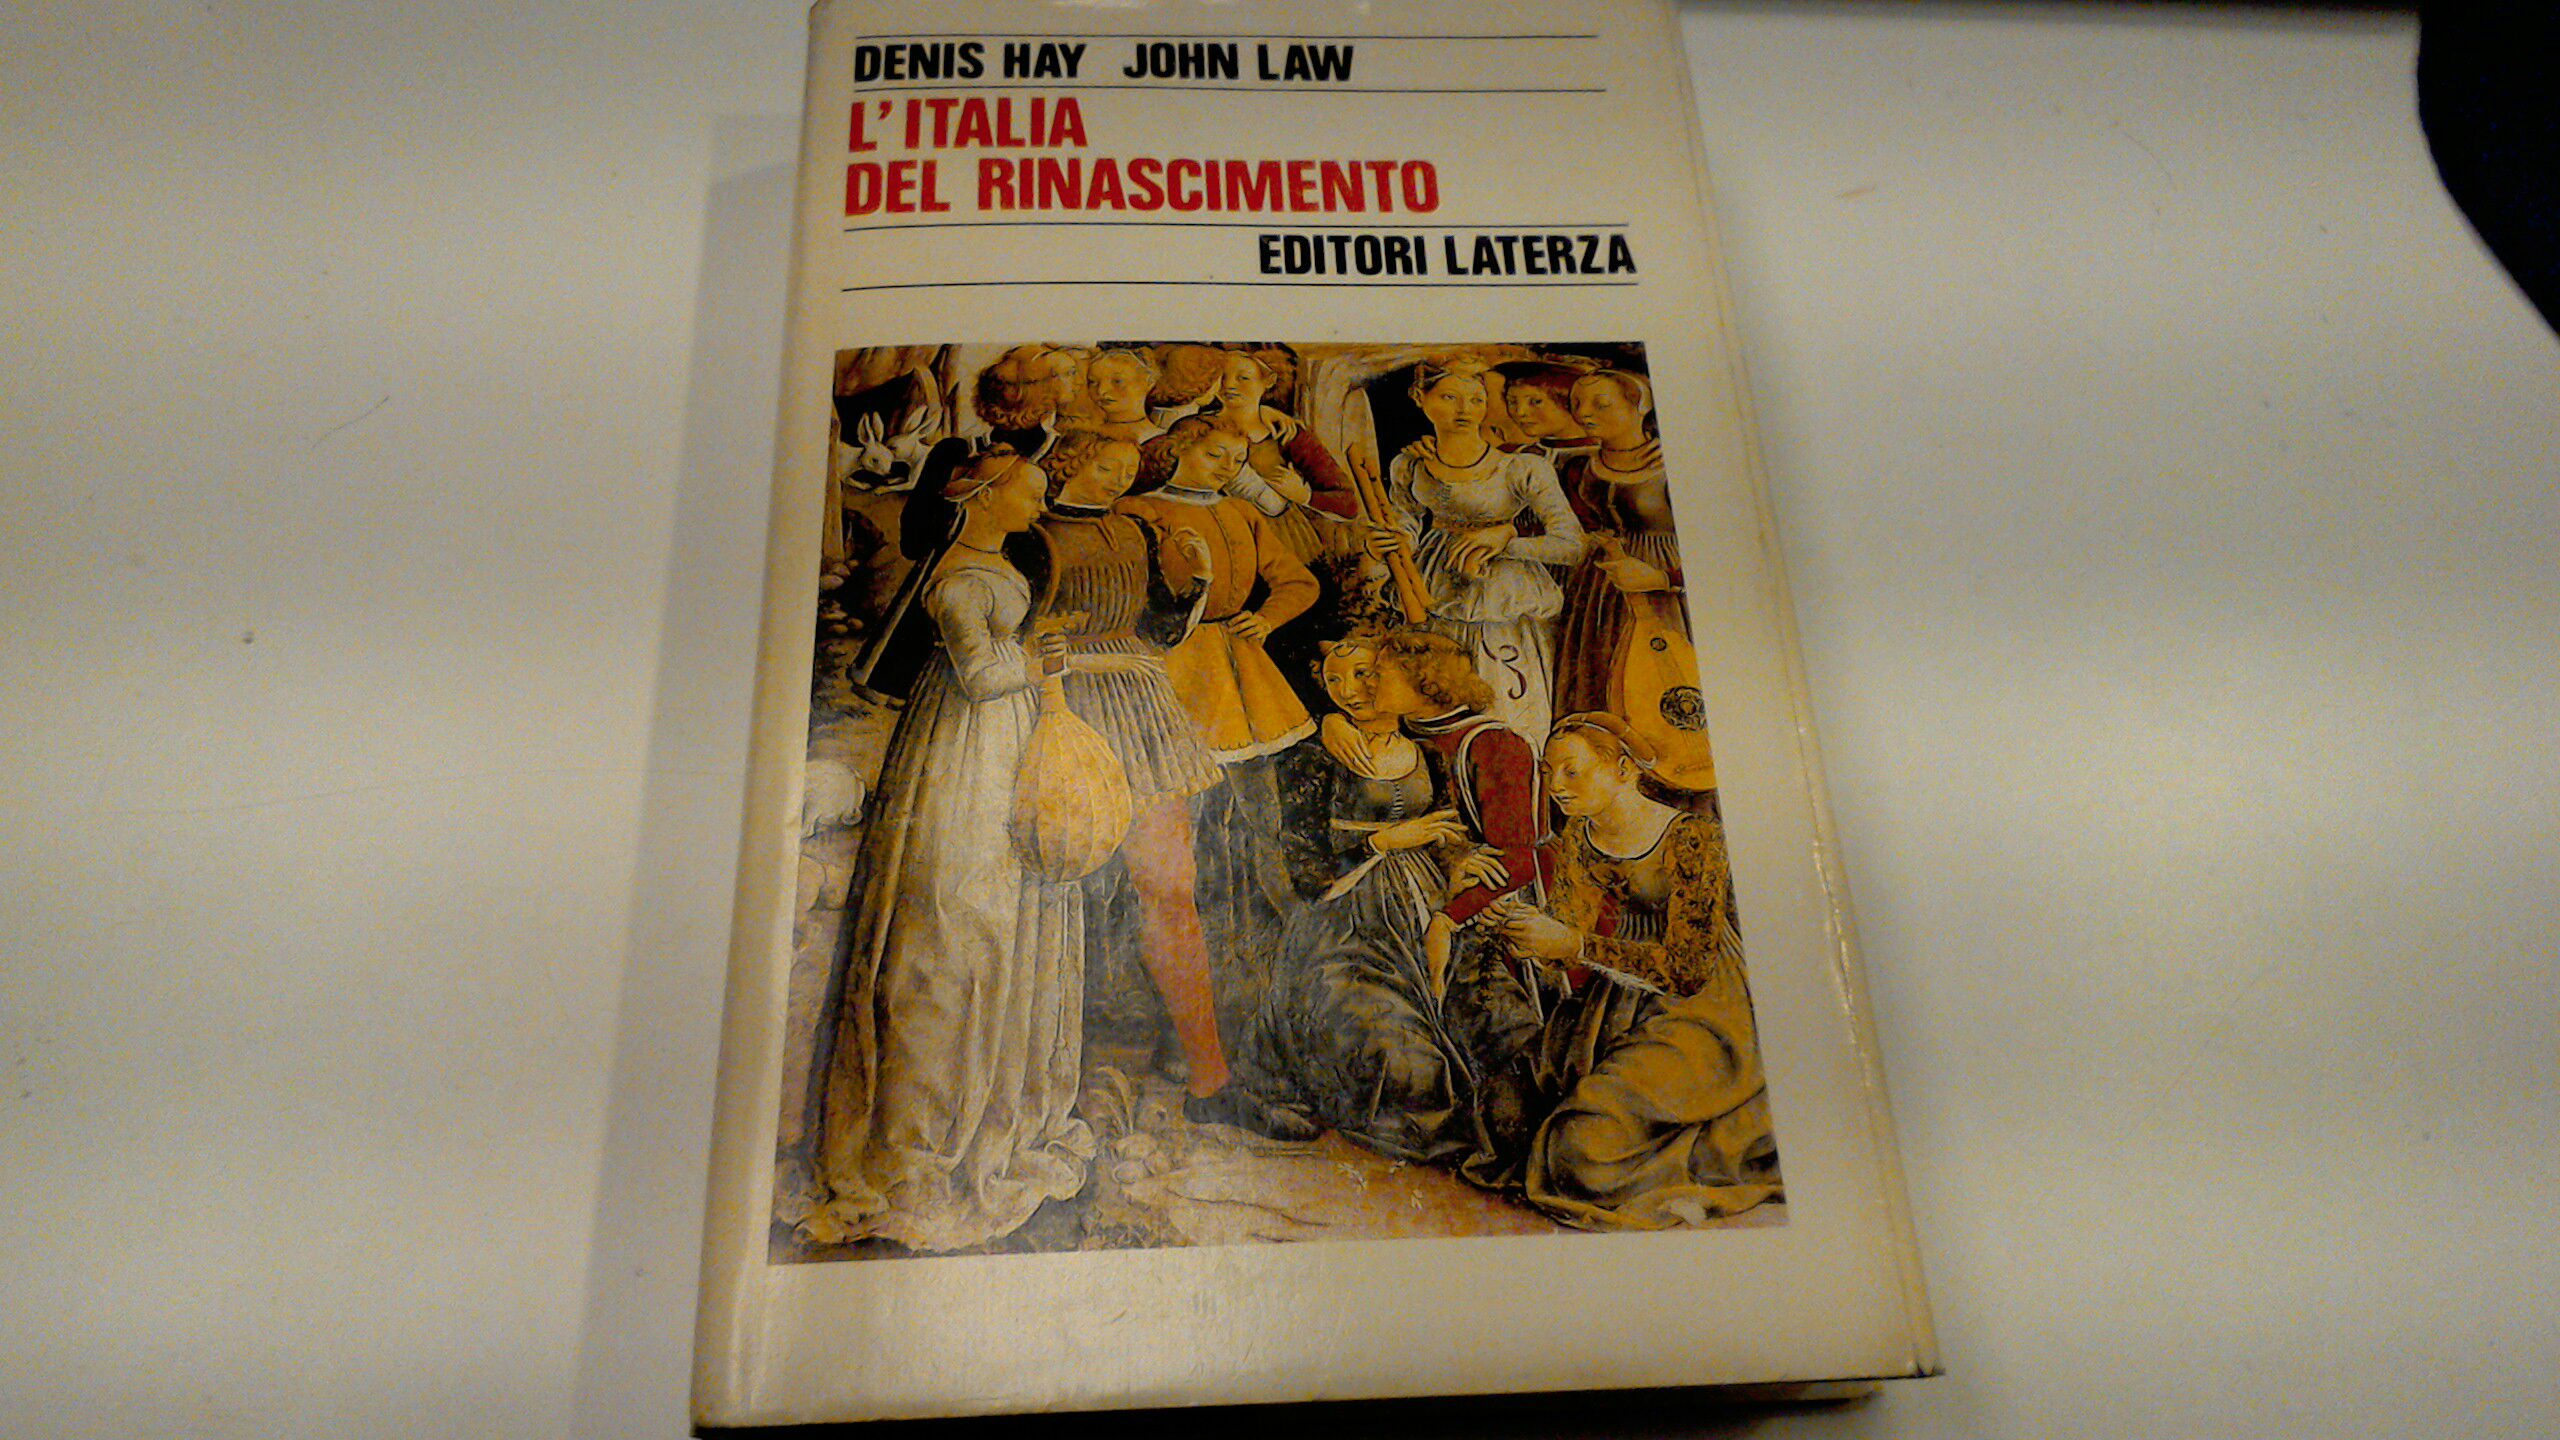 DENIS HAY JOHN LAW
L'ITALIA
DEL RINASCIMENTO
EDITORI LATERZA